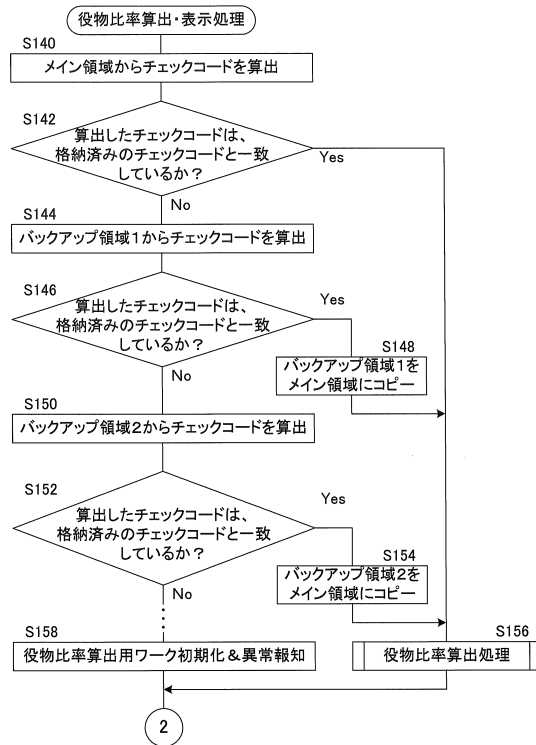 役物比率算出・表示処理
S140
メイン領域からチェックコードを算出
S142
算出したチェックコードは、
格納済みのチェックコードと一致
しているか？
Yes
No
S144
バックアップ領域1からチェックコードを算出
S146
算出したチェックコードは、
格納済みのチェックコードと一致
しているか？
Yes
No
S148
バックアップ領域1を
メイン領域にコピー
S150
バックアップ領域2からチェックコードを算出
S152
算出したチェックコードは、
格納済みのチェックコードと一致
しているか？
Yes
No
S154
バックアップ領域2を
メイン領域にコピー
S158
役物比率算出用ワーク初期化＆異常報知
S156
役物比率算出処理
2